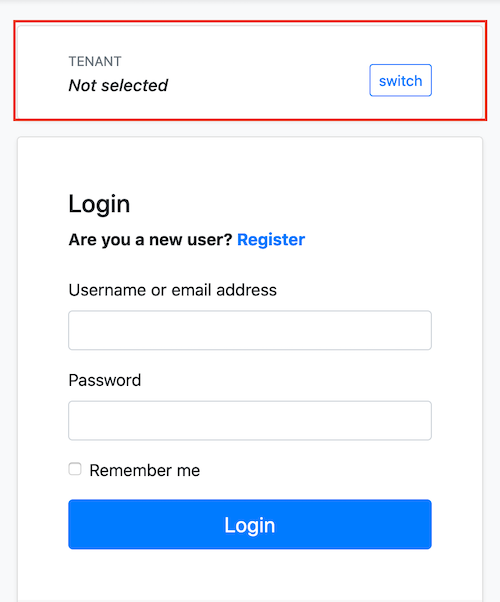 TENANT
Not selected
switch
Login
Are you a new user? Register
Username or email address
Password
Remember me
Login